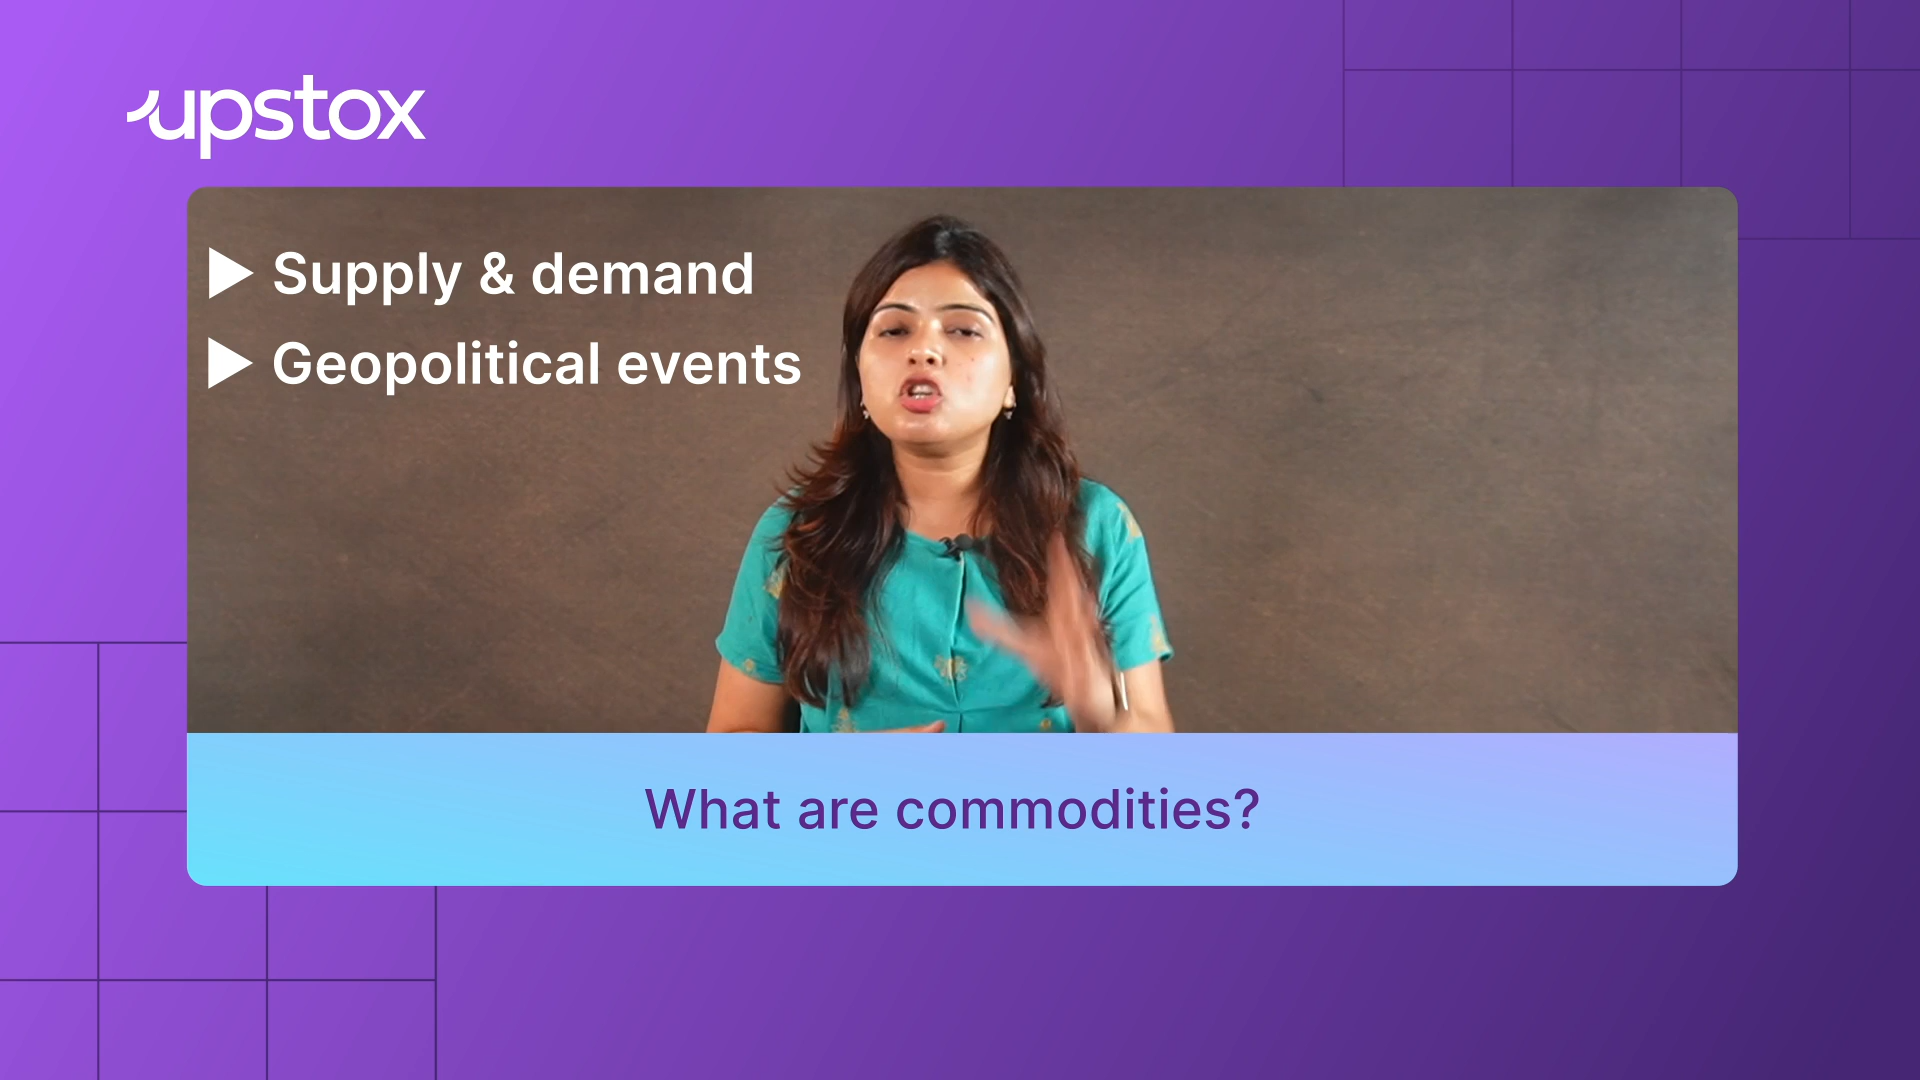 upstox
▶ Supply & demand
▶ Geopolitical events
What are commodities?